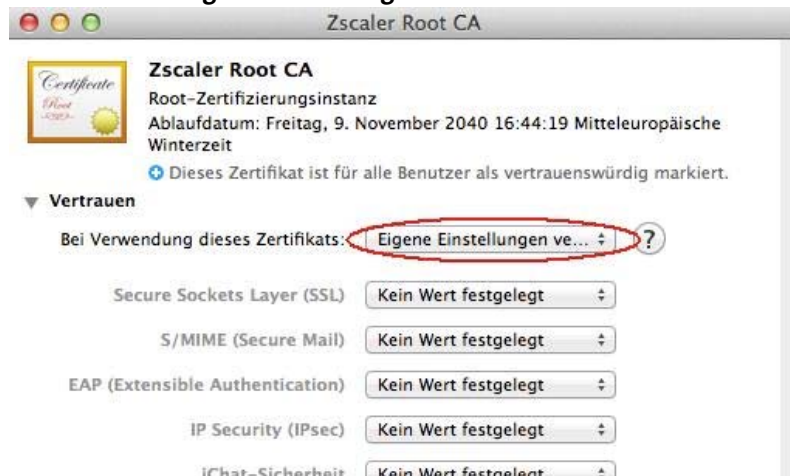 Zscaler Root CA
Certificate
Root
Zscaler Root CA
Root-Zertifizierungsinstanz
Ablaufdatum: Freitag, 9. November 2040 16:44:19 Mitteleuropäische
Winterzeit
Dieses Zertifikat ist für alle Benutzer als vertrauenswürdig markiert.
Vertrauen
Bei Verwendung dieses Zertifikats: Eigene Einstellungen ve... ?
Secure Sockets Layer (SSL) Kein Wert festgelegt
S/MIME (Secure Mail) Kein Wert festgelegt
EAP (Extensible Authentication) Kein Wert festgelegt
IP Security (IPsec) Kein Wert festgelegt
iChat-Sicherheit Kein Wert festgelegt